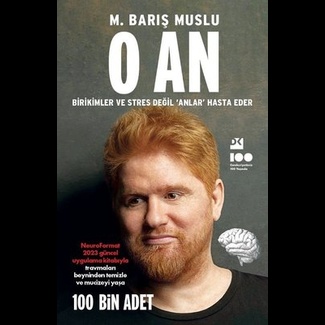 M. BARIŞ MUSLU
O AN
BİRİKİMLER VE STRES DEĞİL 'ANLAR' HASTA EDER
DK
100
Neuroformat
2023 güncel
uygulama kitabıyla
travmaları
beyninden temizle
ve mucizeyi yaşa
100 BİN ADET